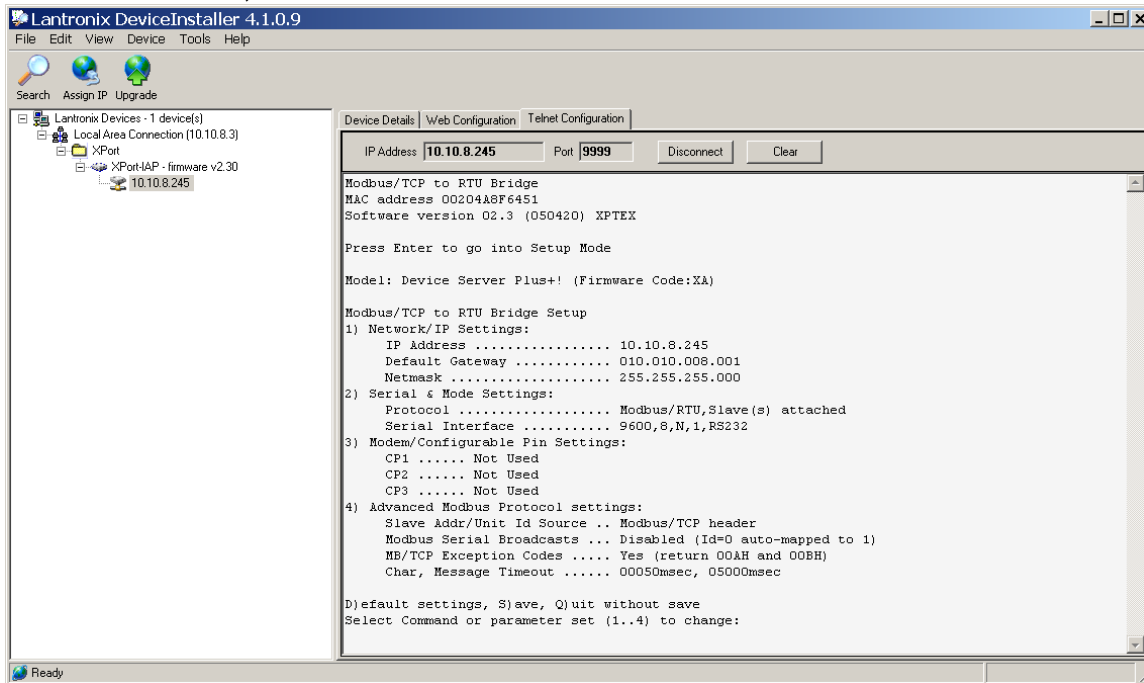 Lantronix DeviceInstaller 4.1.0.9
File Edit View Device Tools Help
Search Assign IP Upgrade
Lantronix Devices - 1 device(s)
Local Area Connection (10.10.8.3)
XPort
XPort-IAP - firmware v2.30
10.10.8.245
Device Details Web Configuration Telnet Configuration
IP Address 10.10.8.245 Port 9999 Disconnect Clear
Modbus/TCP to RTU Bridge
MAC address 00204A8F6451
Software version 02.3 (050420) XPTEX
Press Enter to go into Setup Mode
Model: Device Server Plus+! (Firmware Code:XA)
Modbus/TCP to RTU Bridge Setup
1) Network/IP Settings:
IP Address ................. 10.10.8.245
Default Gateway ............ 010.010.008.001
Netmask .................... 255.255.255.000
2) Serial & Mode Settings:
Protocol ................... Modbus/RTU,Slave(s) attached
Serial Interface ........... 9600,8,N,1,RS232
3) Modem/Configurable Pin Settings:
CP1 ...... Not Used
CP2 ...... Not Used
CP3 ...... Not Used
4) Advanced Modbus Protocol settings:
Slave Addr/Unit Id Source .. Modbus/TCP header
Modbus Serial Broadcasts ... Disabled (Id=0 auto-mapped to 1)
MB/TCP Exception Codes ..... Yes (return 00AH and 00BH)
Char, Message Timeout ...... 00050msec, 05000msec
D)efault settings, S)ave, Q)uit without save
Select Command or parameter set (1..4) to change:
Ready